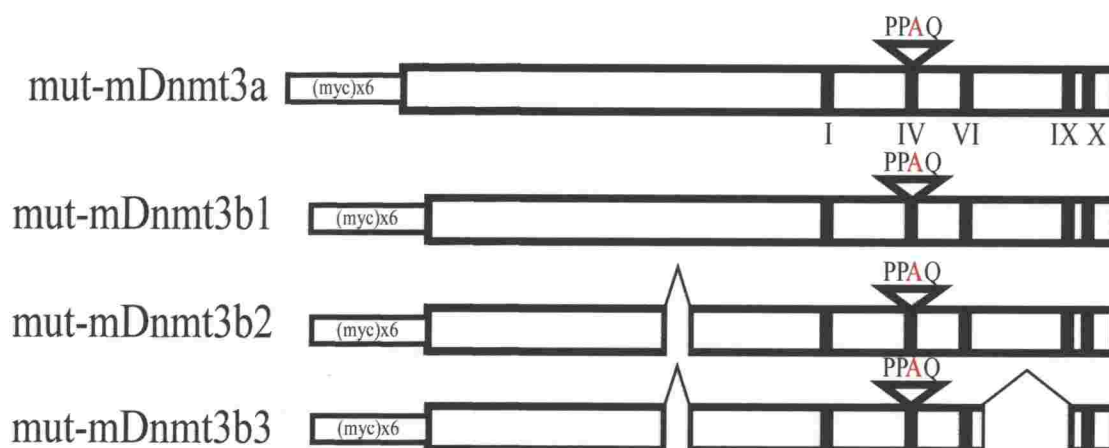 PPAQ
mut-mDnmt3a (myc)x6
I IV VI IX X
PPAQ
mut-mDnmt3b1 (myc)x6
PPAQ
mut-mDnmt3b2 (myc)x6
PPAQ
mut-mDnmt3b3 (myc)x6